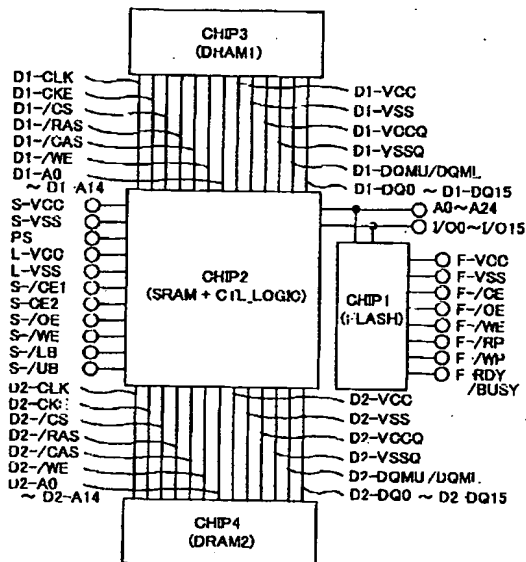 CHIP3
(DRAM1)
D1-CLK
D1-CKE
D1-/CS
D1-/RAS
D1-/CAS
D1-/WE
D1-A0
~ D1-A14
D1-VCC
D1-VSS
D1-VCCQ
D1-VSSQ
D1-DQMU/DQML
D1-DQ0 ~ D1-DQ15
S-VCC
S-VSS
PS
L-VCC
L-VSS
S-/CE1
S-CE2
S-/OE
S-/WE
S-/LB
S-/UB
CHIP2
(SRAM + CTL_LOGIC)
A0~A24
I/O0~I/O15
CHIP1
(FLASH)
F-VCC
F-VSS
F-/CE
F-/OE
F-/WE
F-/RP
F-/WP
F-RDY
/BUSY
D2-CLK
D2-CKE
D2-/CS
D2-/RAS
D2-/CAS
D2-/WE
D2-A0
~ D2-A14
D2-VCC
D2-VSS
D2-VCCQ
D2-VSSQ
D2-DQMU/DQML
D2-DQ0 ~ D2-DQ15
CHIP4
(DRAM2)